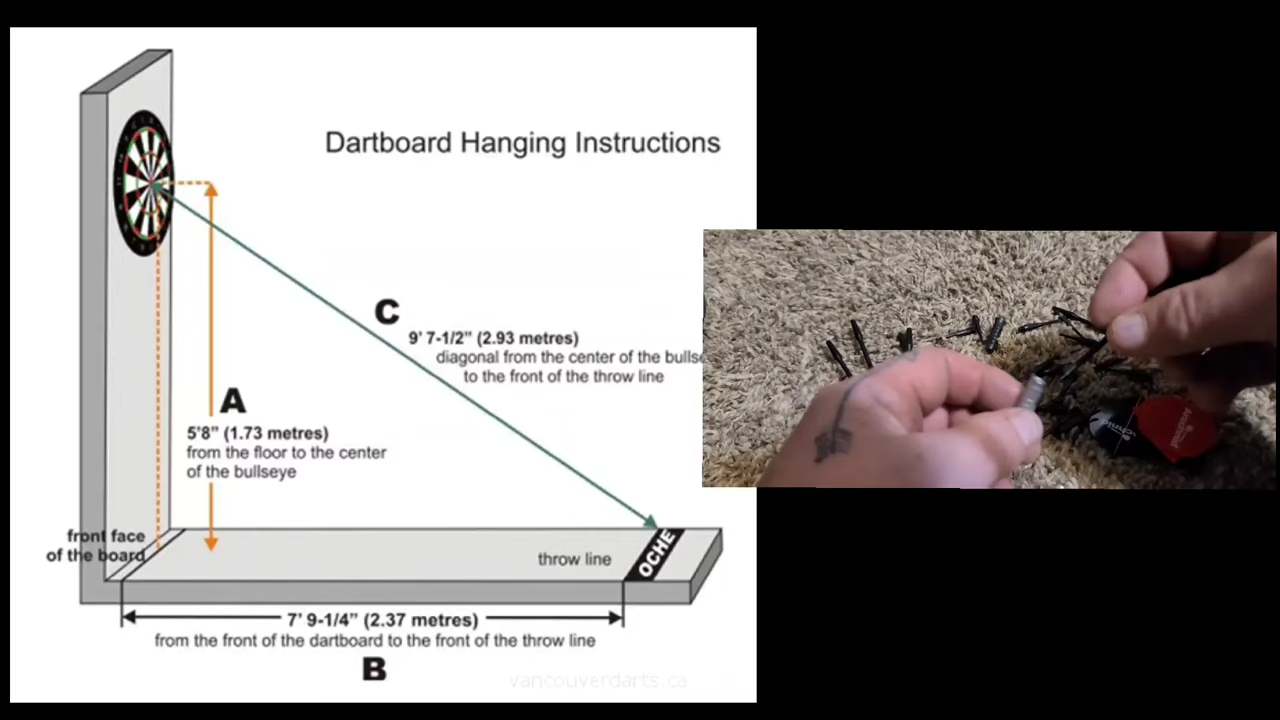 Dartboard Hanging Instructions
C
9' 7-1/2” (2.93 metres)
diagonal from the center of the bulls
to the front of the throw line
A
5'8” (1.73 metres)
from the floor to the center
of the bullseye
front face
of the board
throw line
OCHE
7' 9-1/4” (2.37 metres)
from the front of the dartboard to the front of the throw line
B
vancouverdarts.ca